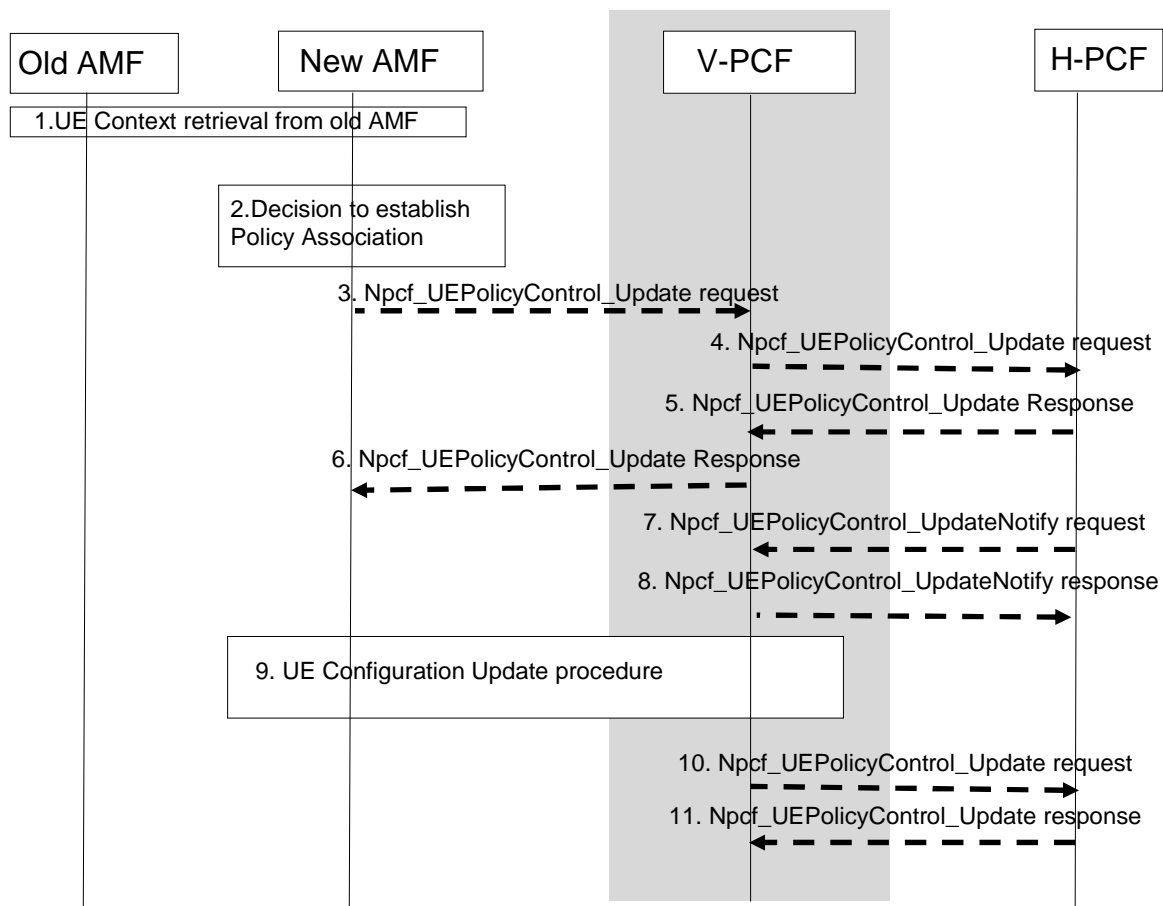 Old AMF
New AMF
V-PCF
H-PCF
1.UE Context retrieval from old AMF
2.Decision to establish
Policy Association
3. Npcf_UEPolicyControl_Update request
4. Npcf_UEPolicyControl_Update request
5. Npcf_UEPolicyControl_Update Response
6. Npcf_UEPolicyControl_Update Response
7. Npcf_UEPolicyControl_UpdateNotify request
8. Npcf_UEPolicyControl_UpdateNotify response
9. UE Configuration Update procedure
10. Npcf_UEPolicyControl_Update request
11. Npcf_UEPolicyControl_Update response